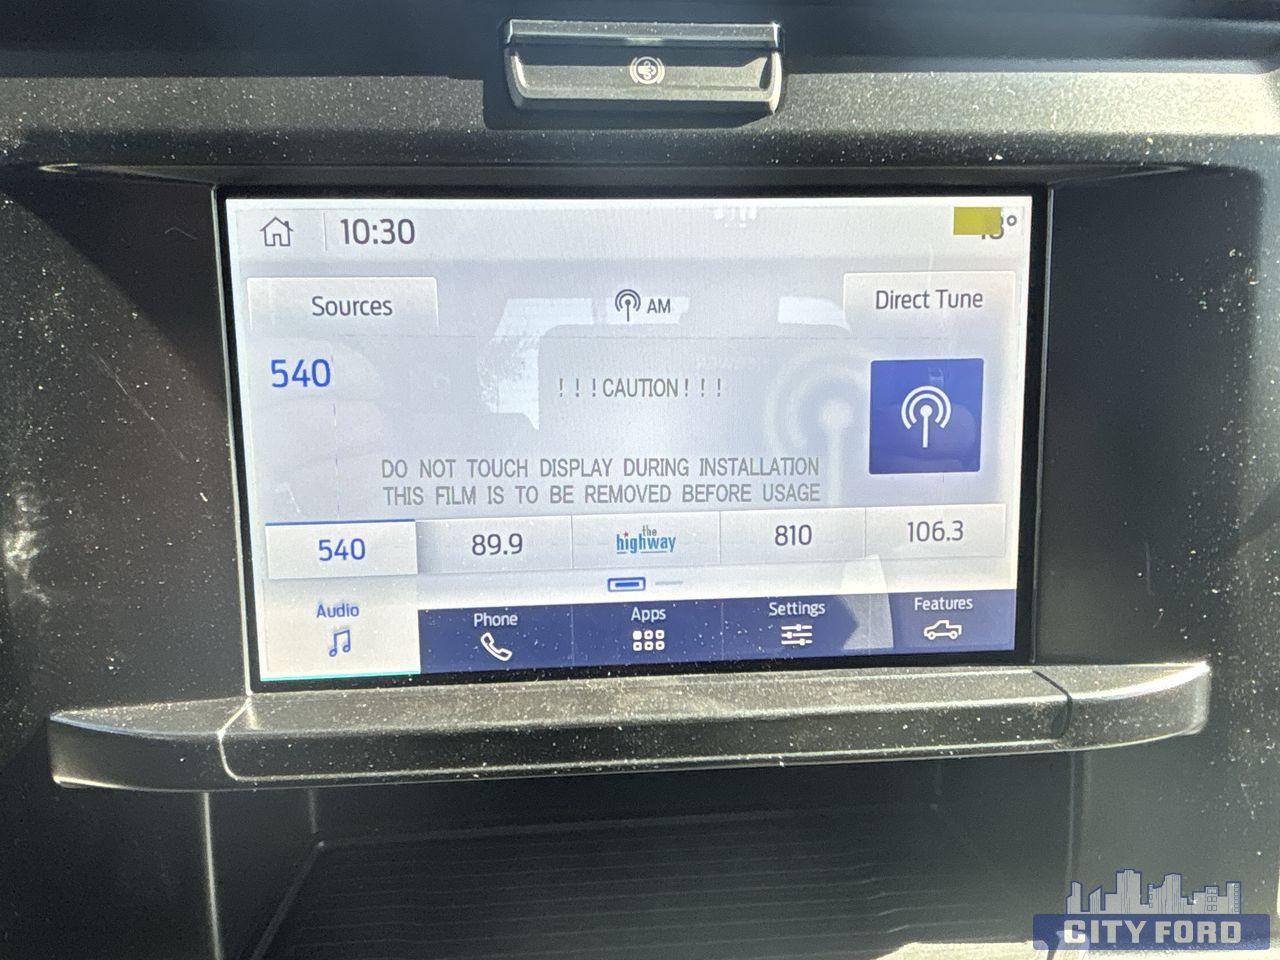 10:30
Sources
AM
Direct Tune
540
! ! ! CAUTION ! ! !
DO NOT TOUCH DISPLAY DURING INSTALLATION
THIS FILM IS TO BE REMOVED BEFORE USAGE
540
89.9
the
highway
810
106.3
Audio
Phone
Apps
Settings
Features
CITY FORD